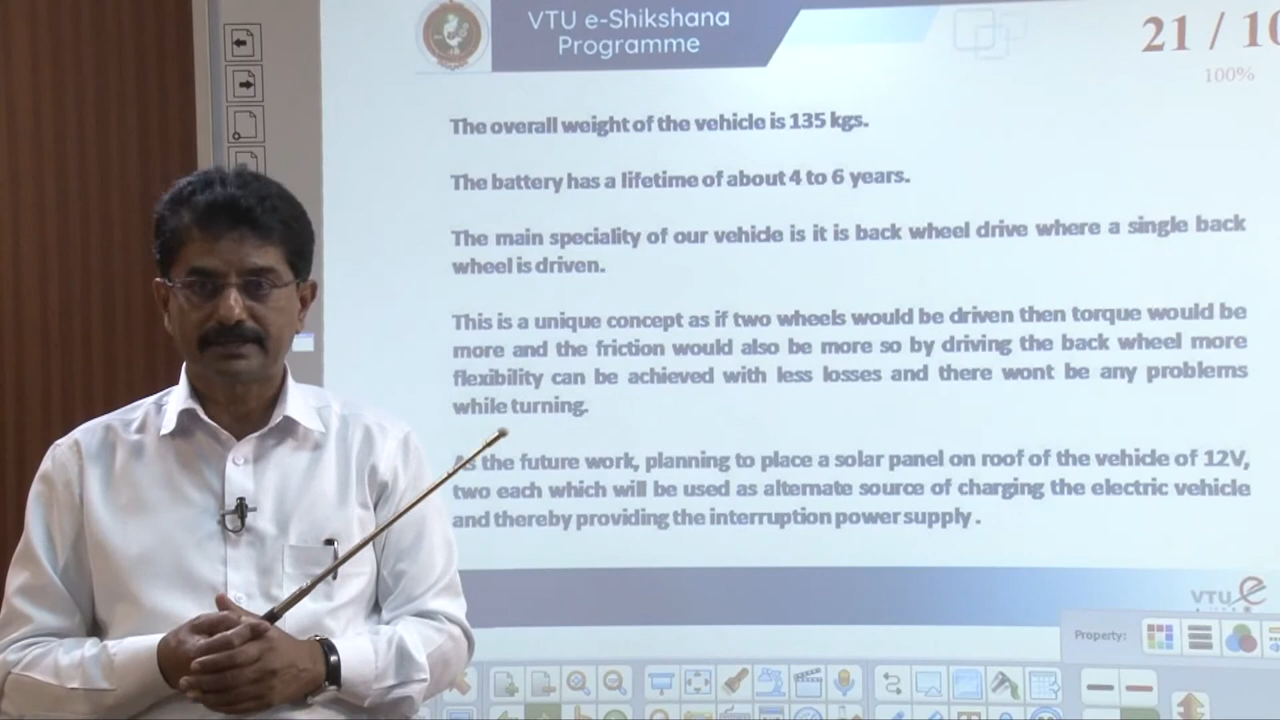 VTU e-Shikshana
Programme
21 / 10
100%
The overall weight of the vehicle is 135 kgs.
The battery has a lifetime of about 4 to 6 years.
The main speciality of our vehicle is it is back wheel drive where a single back
wheel is driven.
This is a unique concept as if two wheels would be driven then torque would be
more and the friction would also be more so by driving the back wheel more
flexibility can be achieved with less losses and there wont be any problems
while turning.
As the future work, planning to place a solar panel on roof of the vehicle of 12V,
two each which will be used as alternate source of charging the electric vehicle
and thereby providing the interruption power supply .
VTU e
Property: